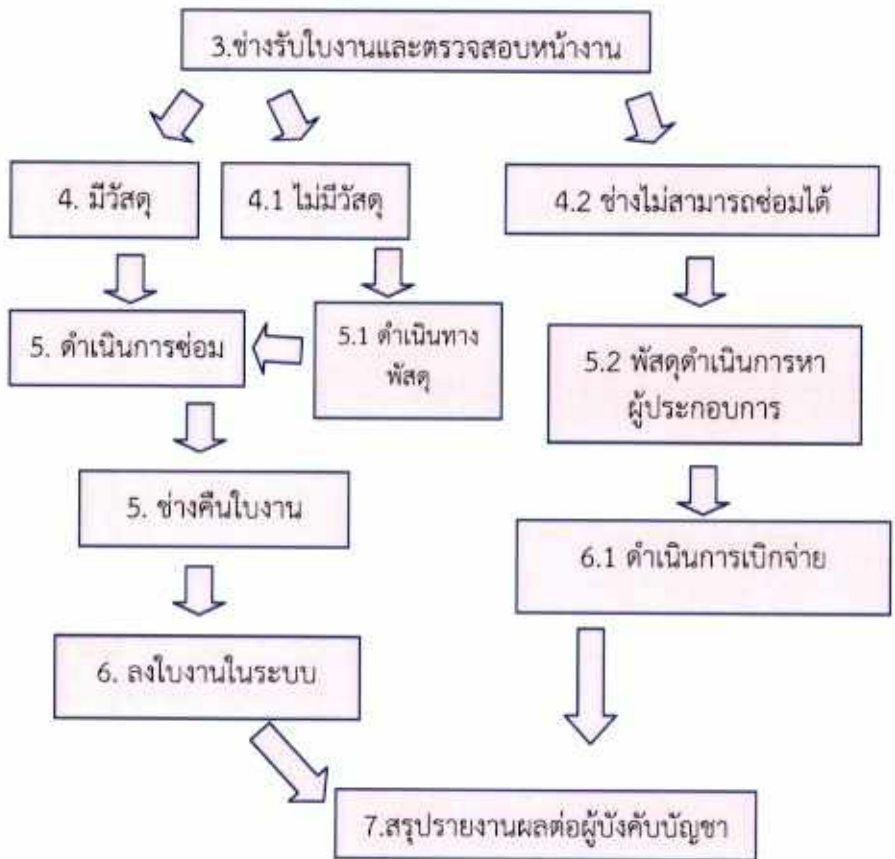 3.ช่างรับใบงานและตรวจสอบหน้างาน
4. มีวัสดุ
4.1 ไม่มีวัสดุ
4.2 ช่างไม่สามารถซ่อมได้
5. ดำเนินการซ่อม
5.1 ดำเนินทาง
พัสดุ
5.2 พัสดุดำเนินการหา
ผู้ประกอบการ
5. ช่างคืนใบงาน
6.1 ดำเนินการเบิกจ่าย
6. ลงใบงานในระบบ
7.สรุปรายงานผลต่อผู้บังคับบัญชา